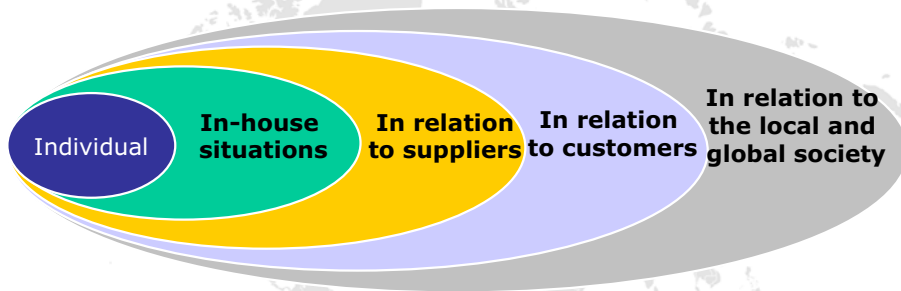 Individual
In-house
situations
In relation
to suppliers
In relation
to customers
In relation to
the local and
global society